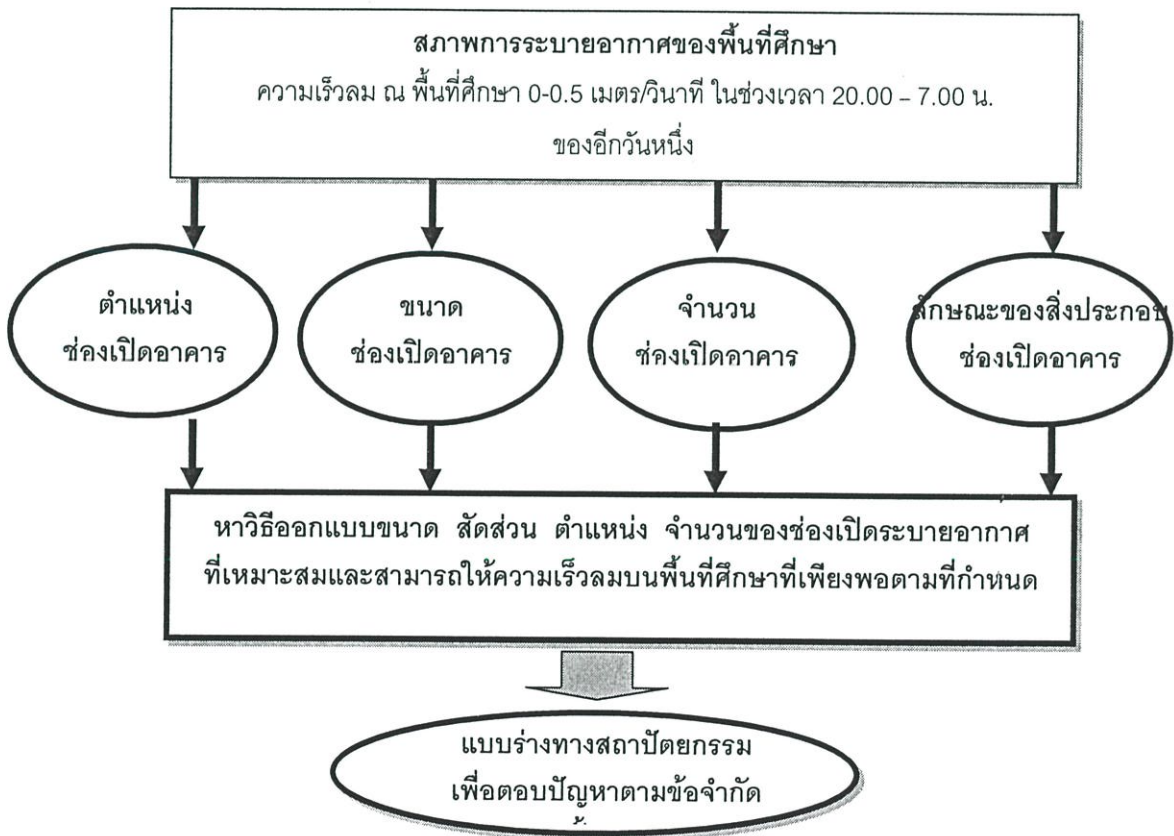 สภาพการระบายอากาศของพื้นที่ศึกษา
ความเร็วลม ณ พื้นที่ศึกษา 0-0.5 เมตร/วินาที ในช่วงเวลา 20.00 – 7.00 น.
ของอีกวันหนึ่ง
ตำแหน่ง
ช่องเปิดอาคาร
ขนาด
ช่องเปิดอาคาร
จำนวน
ช่องเปิดอาคาร
ลักษณะของสิ่งประกอบ
ช่องเปิดอาคาร
หาวิธีออกแบบขนาด สัดส่วน ตำแหน่ง จำนวนของช่องเปิดระบายอากาศ
ที่เหมาะสมและสามารถให้ความเร็วลมบนพื้นที่ศึกษาที่เพียงพอตามที่กำหนด
แบบร่างทางสถาปัตยกรรม
เพื่อตอบปัญหาตามข้อจำกัด